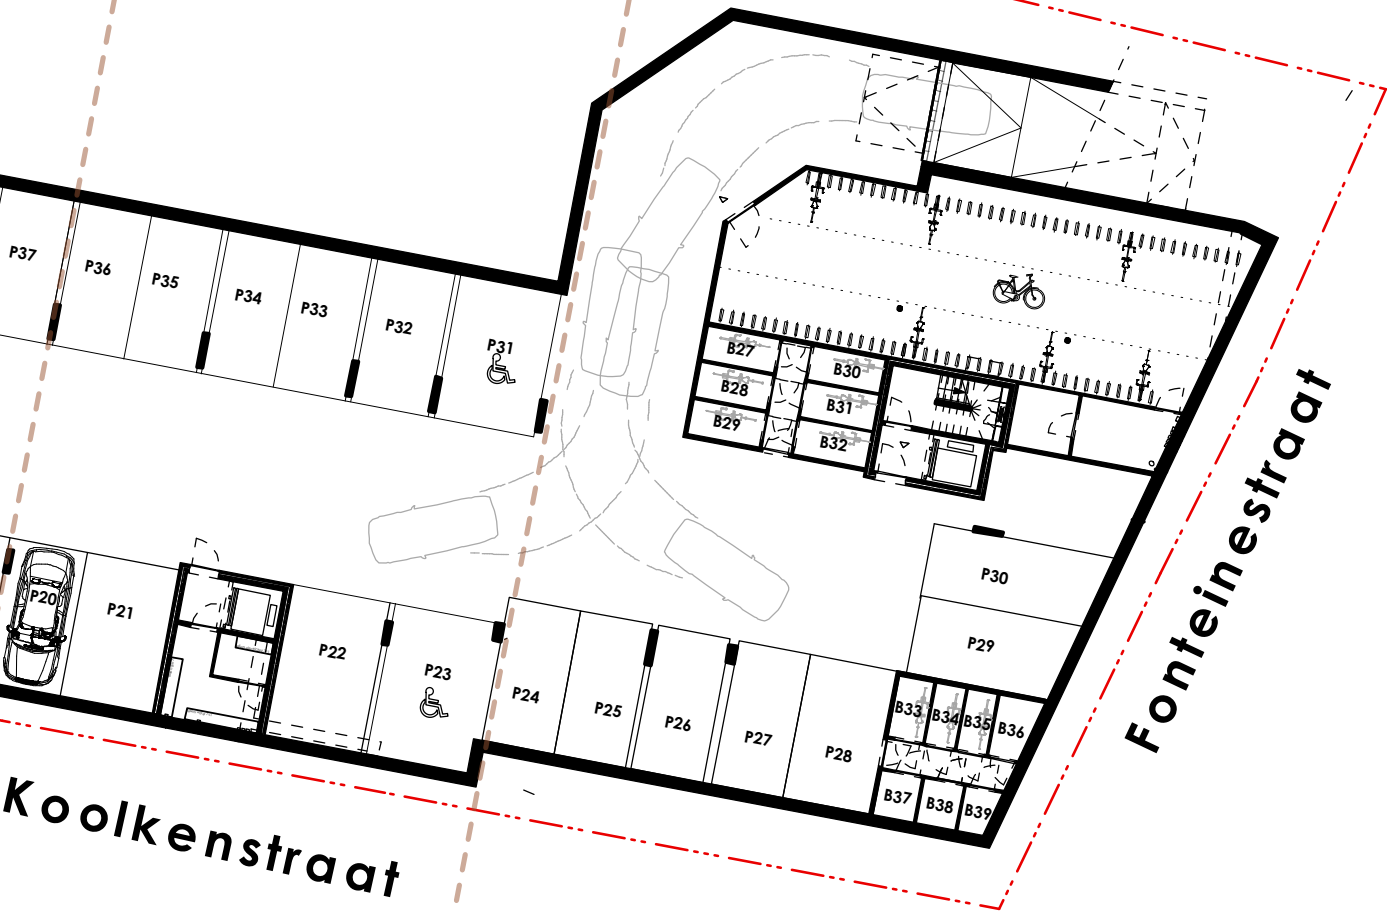 P37
P36
P35
P34
P33
P32
P31
B27
B28
B29
B30
B31
B32
P30
P29
P20
P21
P22
P23
P24
P25
P26
P27
P28
B33
B34
B35
B36
B37
B38
B39
Koolkenstraat
Fonteinestraat